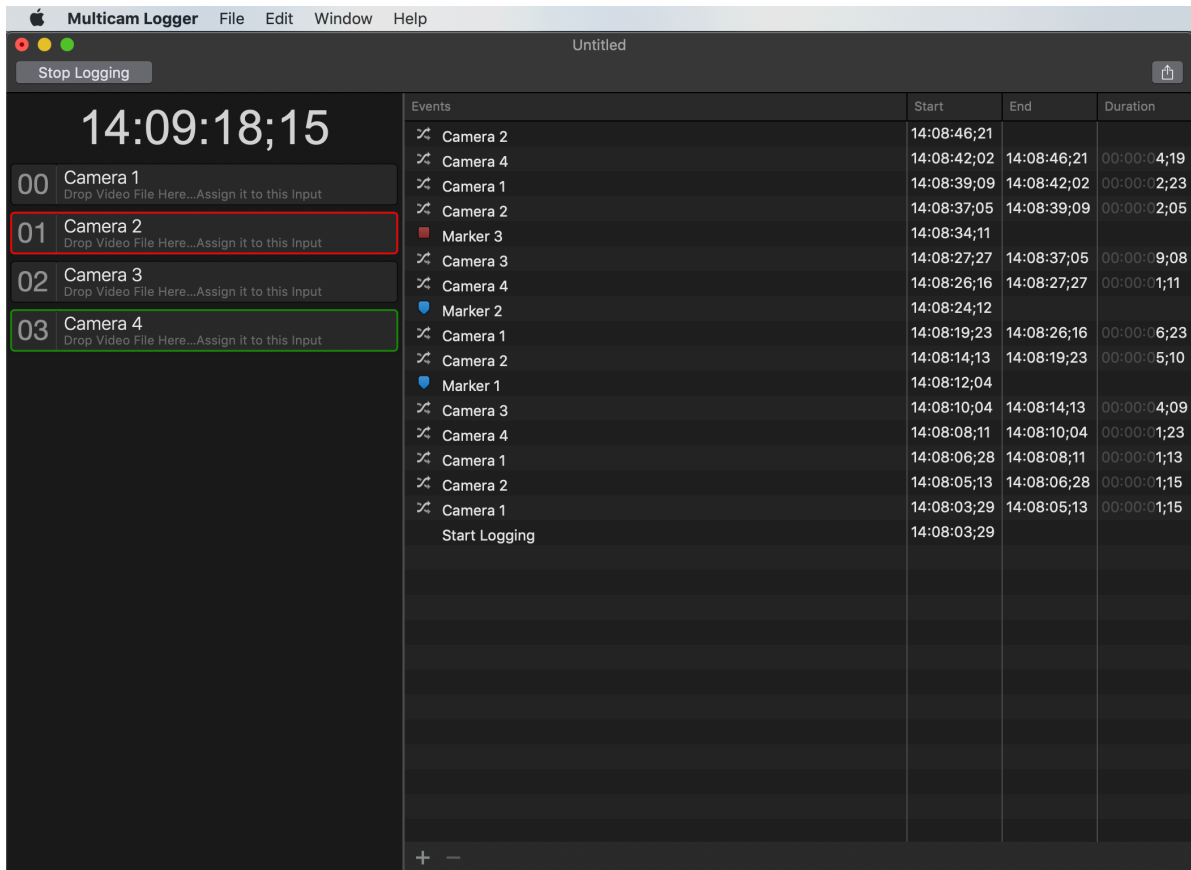 Multicam Logger File Edit Window Help
Untitled
Stop Logging
14:09:18;15
00 Camera 1
Drop Video File Here...Assign it to this Input
01 Camera 2
Drop Video File Here...Assign it to this Input
02 Camera 3
Drop Video File Here...Assign it to this Input
03 Camera 4
Drop Video File Here...Assign it to this Input
Events Start End Duration
Camera 2 14:08:46;21
Camera 4 14:08:42;02 14:08:46;21 00:00:04;19
Camera 1 14:08:39;09 14:08:42;02 00:00:02;23
Camera 2 14:08:37;05 14:08:39;09 00:00:02;05
Marker 3 14:08:34;11
Camera 3 14:08:27;27 14:08:37;05 00:00:09;08
Camera 4 14:08:26;16 14:08:27;27 00:00:01;11
Marker 2 14:08:24;12
Camera 1 14:08:19;23 14:08:26;16 00:00:06;23
Camera 2 14:08:14;13 14:08:19;23 00:00:05;10
Marker 1 14:08:12;04
Camera 3 14:08:10;04 14:08:14;13 00:00:04;09
Camera 4 14:08:08;11 14:08:10;04 00:00:01;23
Camera 1 14:08:06;28 14:08:08;11 00:00:01;13
Camera 2 14:08:05;13 14:08:06;28 00:00:01;15
Camera 1 14:08:03;29 14:08:05;13 00:00:01;15
Start Logging 14:08:03;29